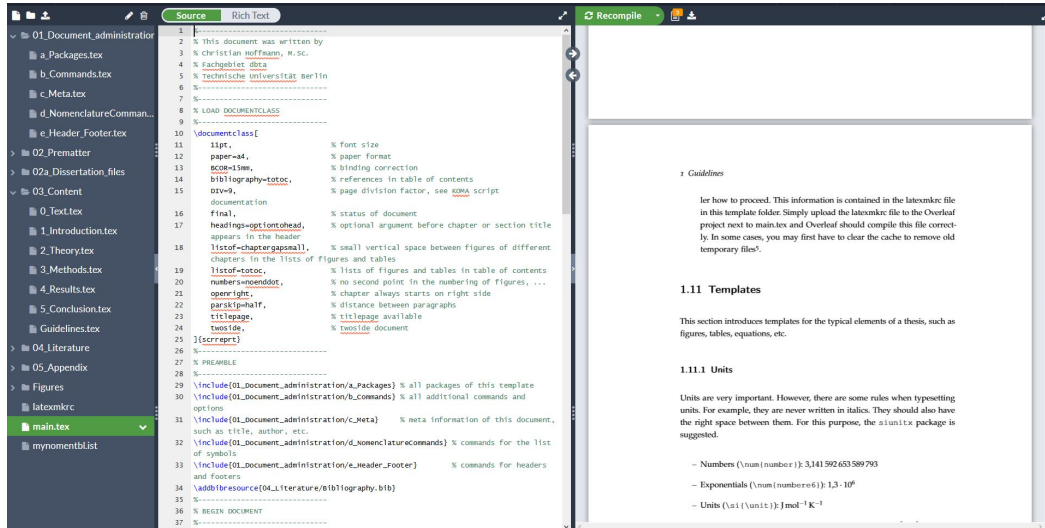 Source Rich Text
Recompile
01_Document_administration
a_Packages.tex
b_Commands.tex
c_Meta.tex
d_NomenclatureComman...
e_Header_Footer.tex
02_Prematter
02a_Dissertation_files
03_Content
0_Text.tex
1_Introduction.tex
2_Theory.tex
3_Methods.tex
4_Results.tex
5_Conclusion.tex
Guidelines.tex
04_Literature
05_Appendix
Figures
latexmkrc
main.tex
mynomentbl.ist
1 %-----------------------------
2 % This document was written by
3 % Christian Hoffmann, M.Sc.
4 % Fachgebiet dbta
5 % Technische Universität Berlin
6 %-----------------------------
7 %-----------------------------
8 % LOAD DOCUMENTCLASS
9 %-----------------------------
10 \documentclass[
11 11pt, % font size
12 paper=a4, % paper format
13 BCOR=15mm, % binding correction
14 bibliography=totoc, % references in table of contents
15 DIV=9, % page division factor, see KOMA script
documentation
16 final, % status of document
17 headings=optiontohead, % optional argument before chapter or section title
appears in the header
18 listof=chaptergapsmall, % small vertical space between figures of different
chapters in the lists of figures and tables
19 listof=totoc, % lists of figures and tables in table of contents
20 numbers=noenddot, % no second point in the numbering of figures, ...
21 openright, % chapter always starts on right side
22 parskip=half, % distance between paragraphs
23 titlepage, % titlepage available
24 twoside, % twoside document
25 ]{scrreprt}
26 %-----------------------------
27 % PREAMBLE
28 %-----------------------------
29 \include{01_Document_administration/a_Packages} % all packages of this template
30 \include{01_Document_administration/b_Commands} % all additional commands and
options
31 \include{01_Document_administration/c_Meta} % meta information of this document,
such as title, author, etc.
32 \include{01_Document_administration/d_NomenclatureCommands} % commands for the list
of symbols
33 \include{01_Document_administration/e_Header_Footer} % commands for headers
and footers
34 \addbibresource{04_Literature/Bibliography.bib}
35 %-----------------------------
36 % BEGIN DOCUMENT
37 %-----------------------------
1 Guidelines
ler how to proceed. This information is contained in the latexmkrc file
in this template folder. Simply upload the latexmkrc file to the Overleaf
project next to main.tex and Overleaf should compile this file correct-
ly. In some cases, you may first have to clear the cache to remove old
temporary files⁵.
1.11 Templates
This section introduces templates for the typical elements of a thesis, such as
figures, tables, equations, etc.
1.11.1 Units
Units are very important. However, there are some rules when typesetting
units. For example, they are never written in italics. They should also have
the right space between them. For this purpose, the siunitx package is
suggested.
– Numbers (\num{number}): 3,141 592 653 589 793
– Exponentials (\num{numbere6}): 1,3 · 10⁶
– Units (\si{\unit}): J mol⁻¹ K⁻¹